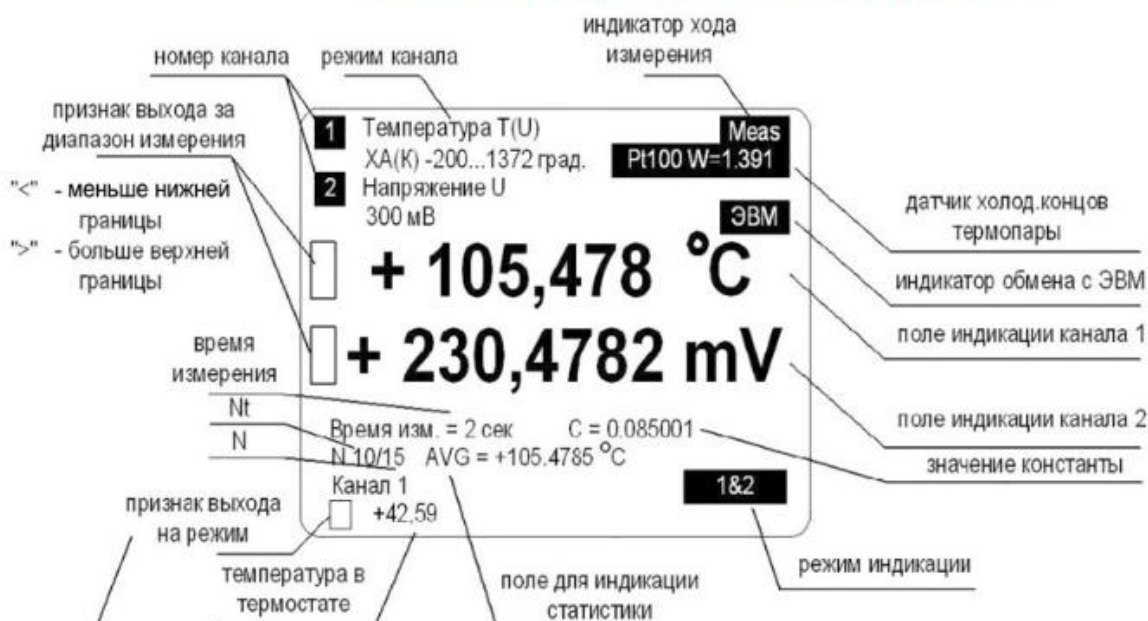 индикатор хода
измерения
номер канала
режим канала
признак выхода за
диапазон измерения
"<" - меньше нижней
границы
">" - больше верхней
границы
1 Температура T(U)
ХА(К) -200...1372 град.
2 Напряжение U
300 мВ
Meas
Pt100 W=1.391
ЭВМ
+ 105,478 °C
+ 230,4782 mV
Время изм. = 2 сек C = 0.085001
N 10/15 AVG = +105.4785 °C
Канал 1
+42,59
1&2
датчик холод.концов
термопары
индикатор обмена с ЭВМ
поле индикации канала 1
поле индикации канала 2
значение константы
время
измерения
Nt
N
признак выхода
на режим
температура в
термостате
поле для индикации
статистики
режим индикации